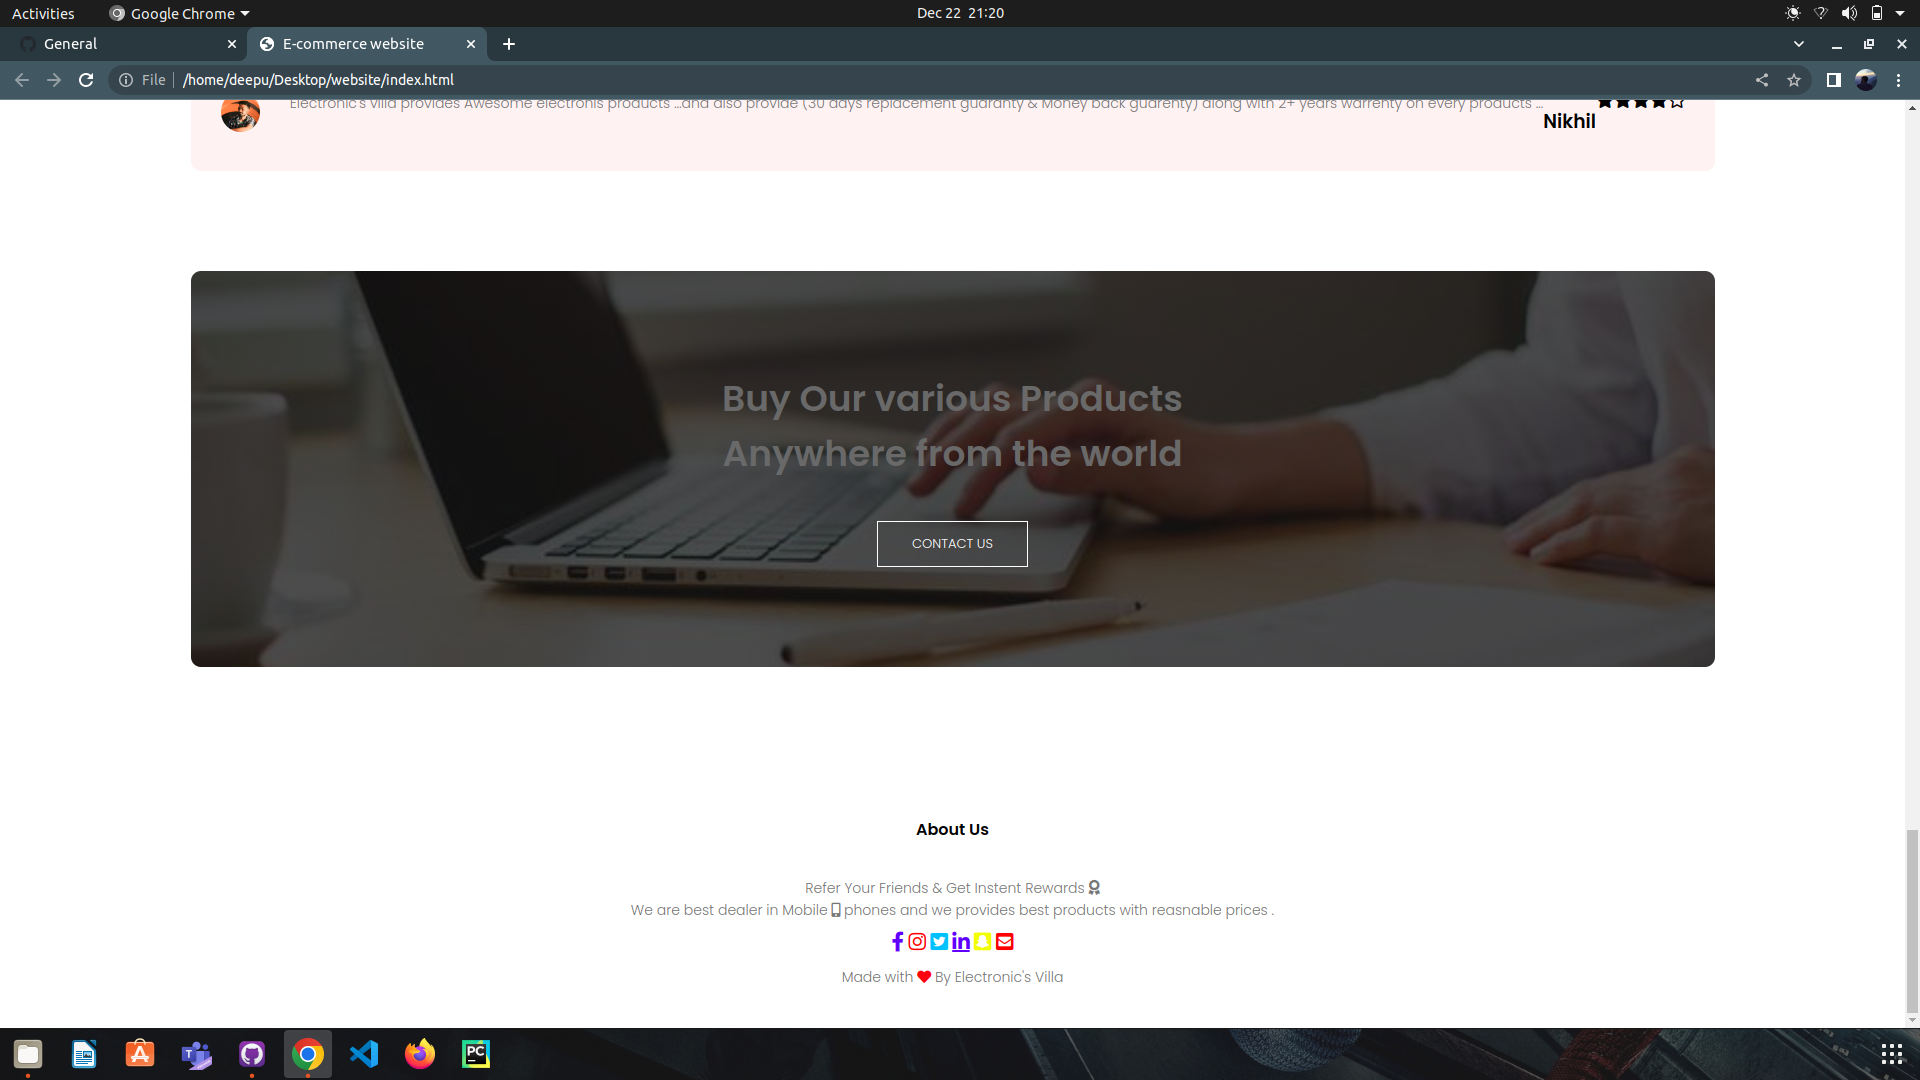 Activities
Google Chrome
Dec 22 21:20
General
E-commerce website
File
/home/deepu/Desktop/website/index.html
Electronic's villa provides Awesome electronis products ...and also provide (30 days replacement guaranty & Money back guarenty) along with 2+ years warrenty on every products ...
Nikhil
Buy Our various Products
Anywhere from the world
CONTACT US
About Us
Refer Your Friends & Get Instent Rewards
We are best dealer in Mobile phones and we provides best products with reasnable prices .
Made with By Electronic's Villa